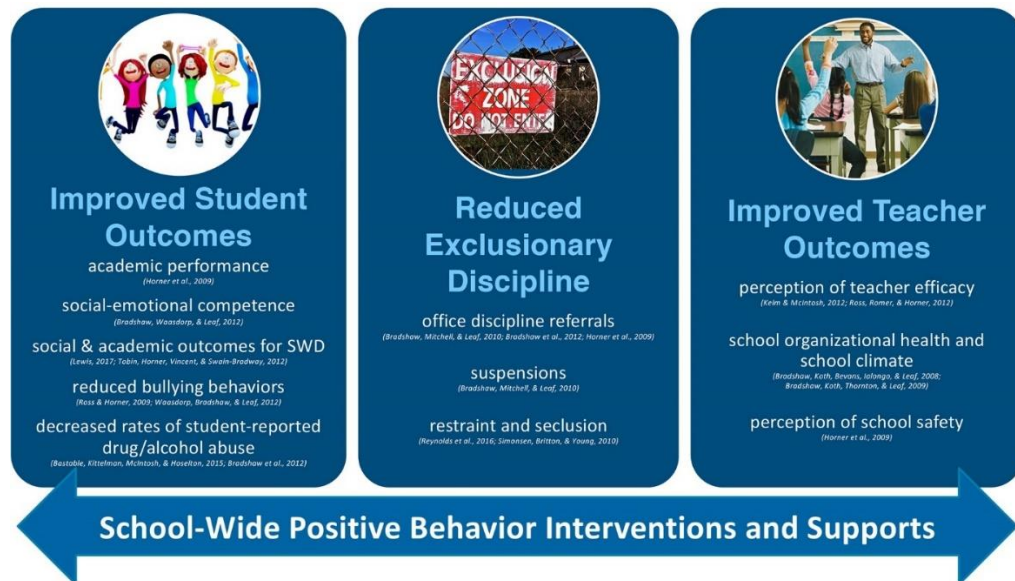 Improved Student
Outcomes
academic performance
(Horner et al., 2009)
social-emotional competence
(Bradshaw, Waasdorp, & Leaf, 2012)
social & academic outcomes for SWD
(Lewis, 2017; Tobin, Horner, Vincent, & Swain-Bradway, 2012)
reduced bullying behaviors
(Ross & Horner, 2009; Waasdorp, Bradshaw, & Leaf, 2012)
decreased rates of student-reported
drug/alcohol abuse
(Bastable, Kittelman, McIntosh, & Hoselton, 2015; Bradshaw et al., 2012)
EXCLUSION
ZONE
DO NOT ENTER
Reduced
Exclusionary
Discipline
office discipline referrals
(Bradshaw, Mitchell, & Leaf, 2010; Bradshaw et al., 2012; Horner et al., 2009)
suspensions
(Bradshaw, Mitchell, & Leaf, 2010)
restraint and seclusion
(Reynolds et al., 2016; Simonsen, Britton, & Young, 2010)
Improved Teacher
Outcomes
perception of teacher efficacy
(Kelm & McIntosh, 2012; Ross, Romer, & Horner, 2012)
school organizational health and
school climate
(Bradshaw, Koth, Bevans, Ialongo, & Leaf, 2008;
Bradshaw, Koth, Thornton, & Leaf, 2009)
perception of school safety
(Horner et al., 2009)
School-Wide Positive Behavior Interventions and Supports